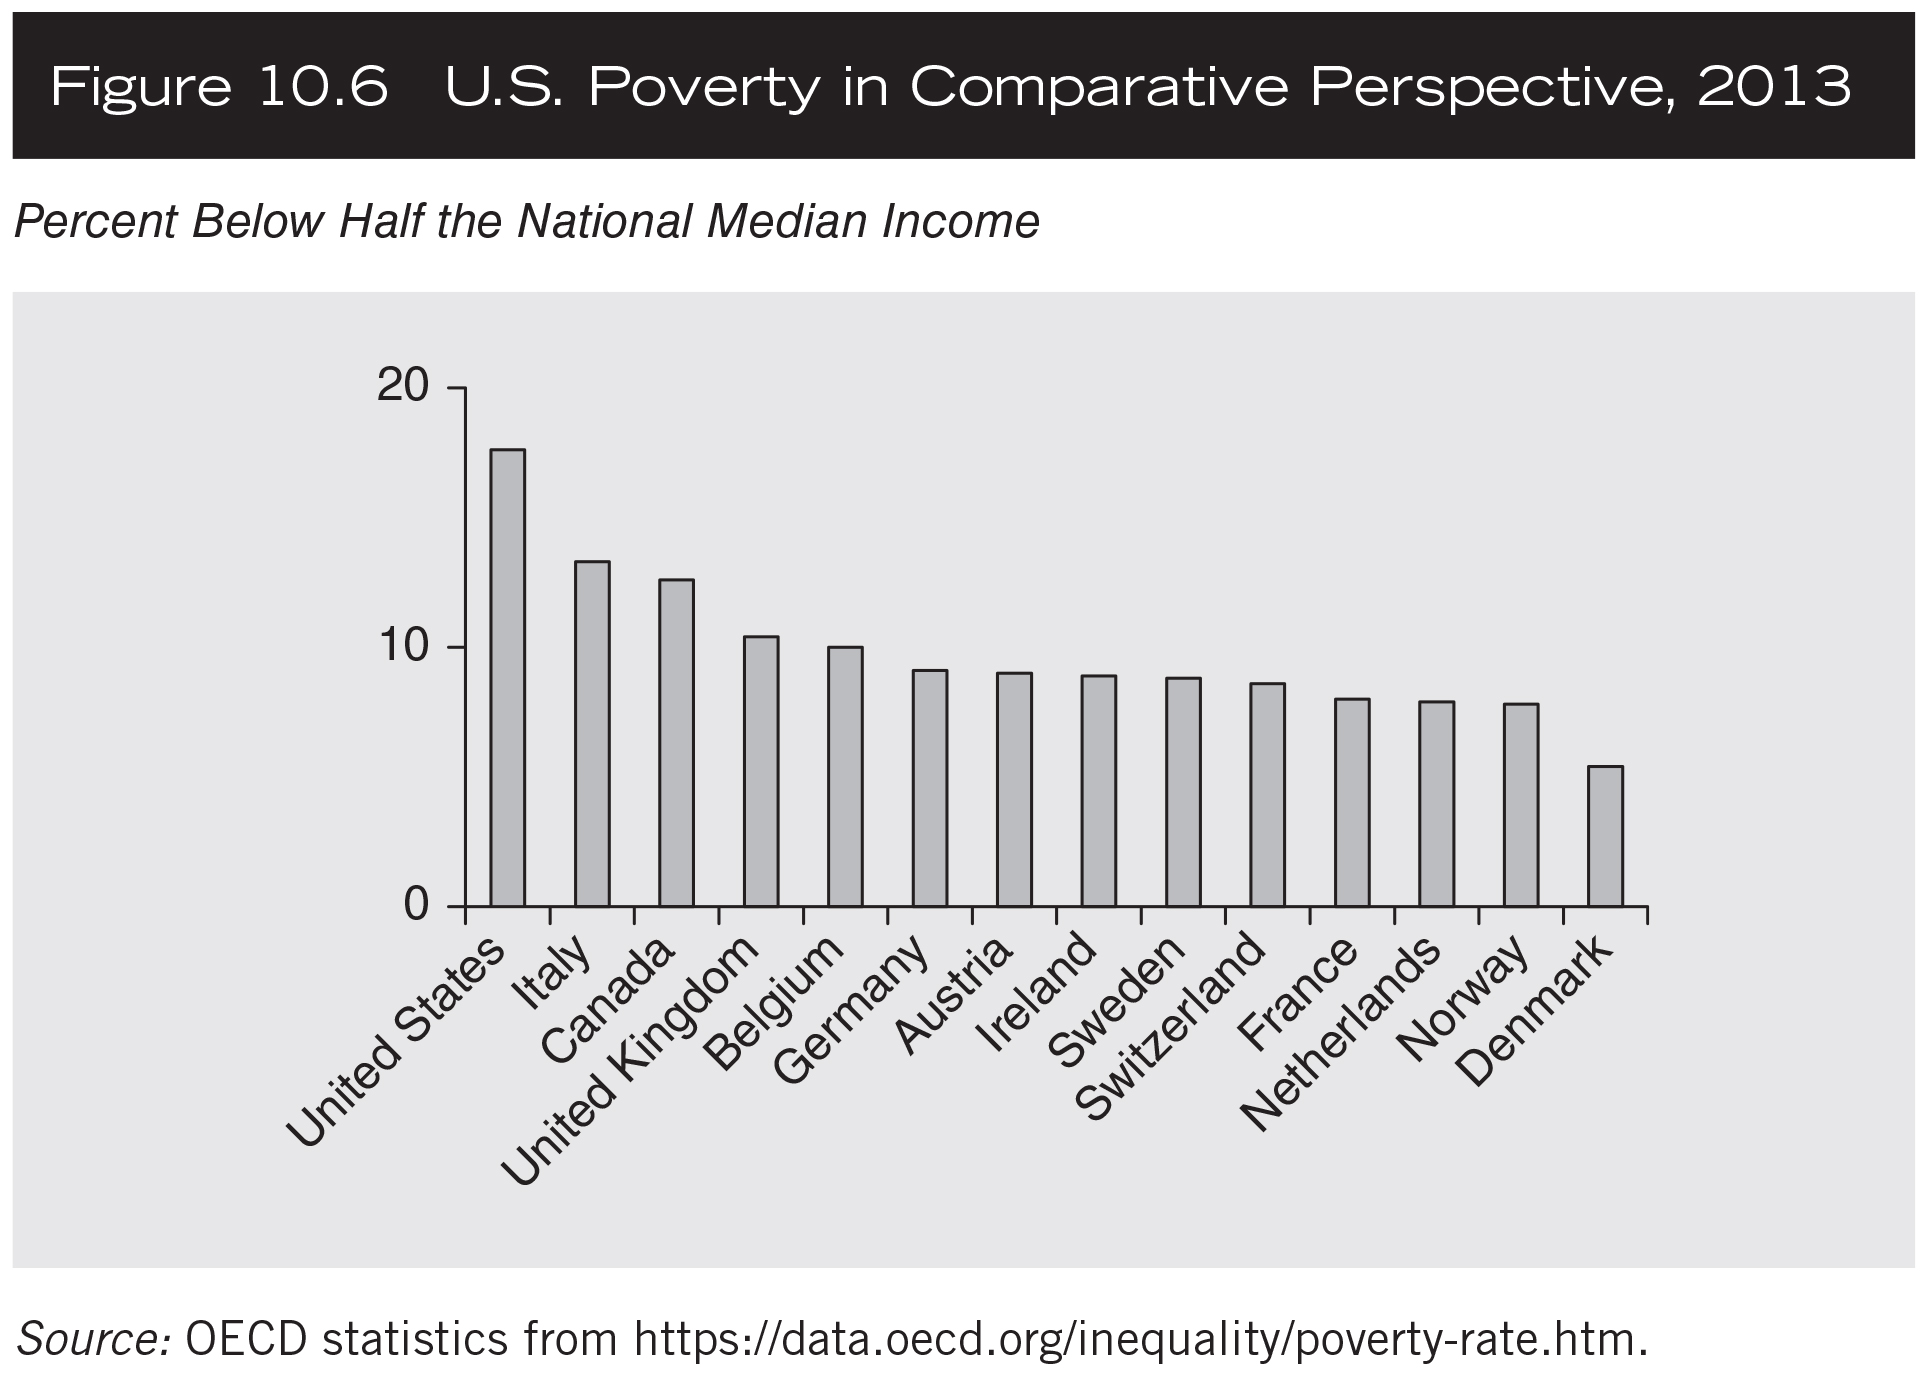 Figure 10.6 U.S. Poverty in Comparative Perspective, 2013
Percent Below Half the National Median Income
20
10
0
United States
Italy
Canada
United Kingdom
Belgium
Germany
Austria
Ireland
Sweden
Switzerland
France
Netherlands
Norway
Denmark
Source: OECD statistics from https://data.oecd.org/inequality/poverty-rate.htm.